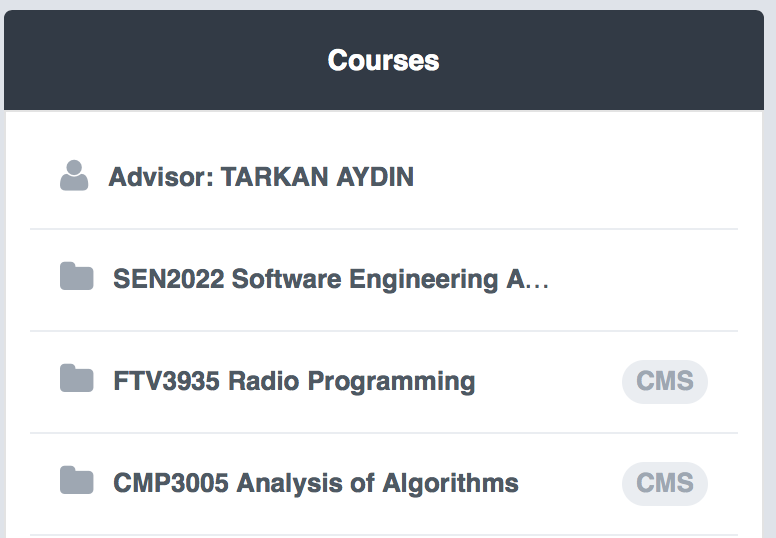 Courses
Advisor: TARKAN AYDIN
SEN2022 Software Engineering A...
FTV3935 Radio Programming CMS
CMP3005 Analysis of Algorithms CMS